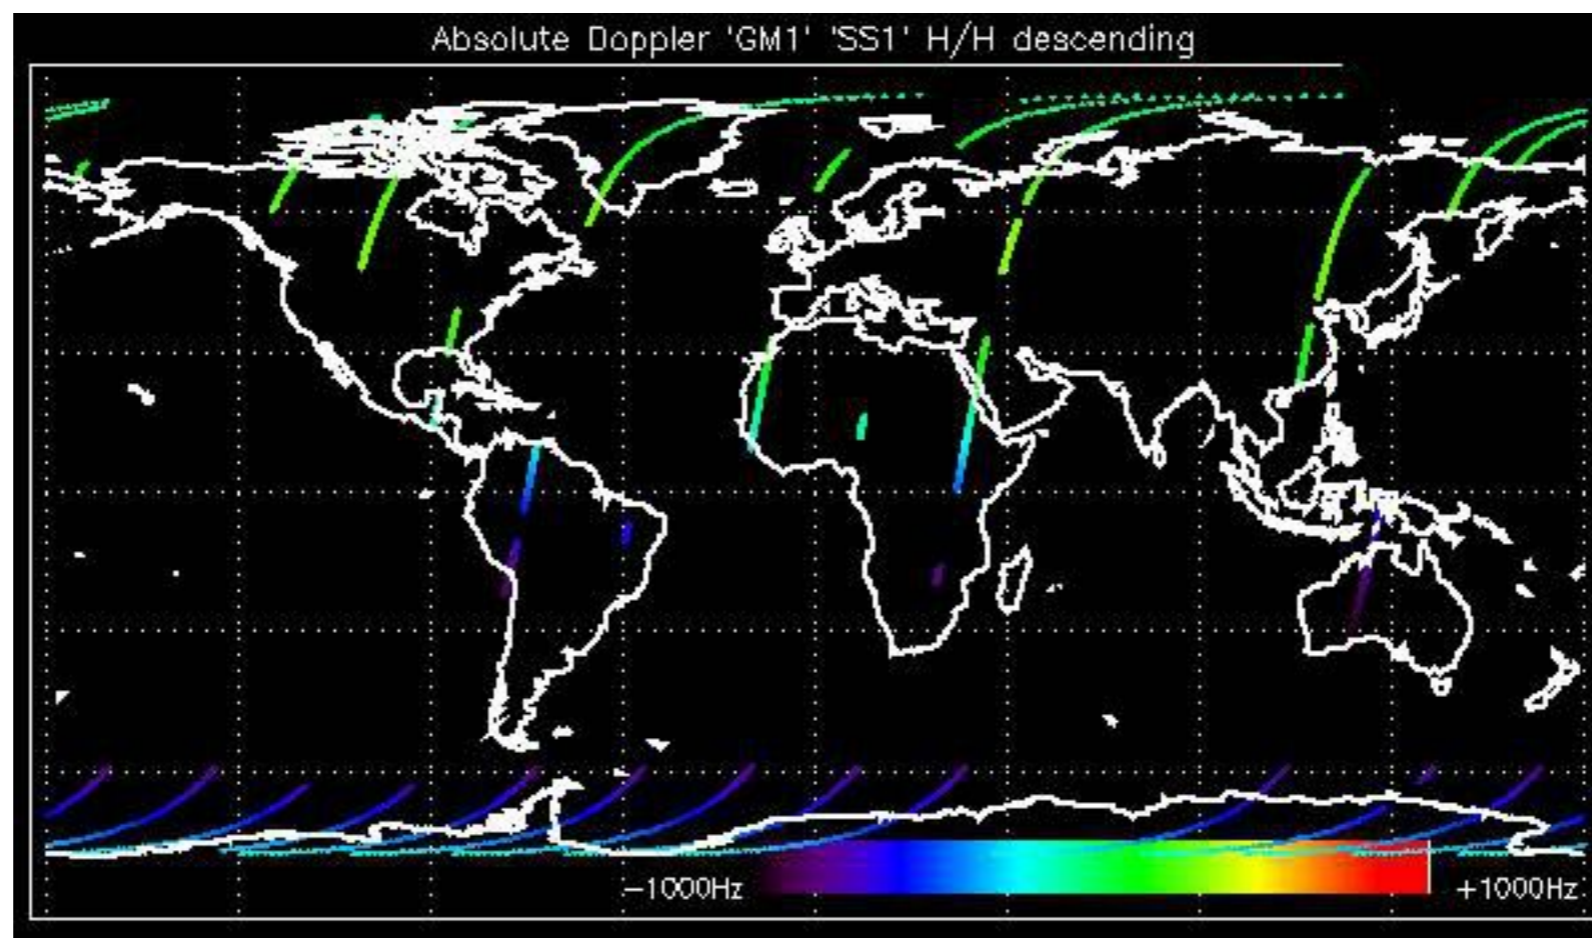 Absolute Doppler 'GM1' 'SS1' H/H descending
-1000Hz +1000Hz